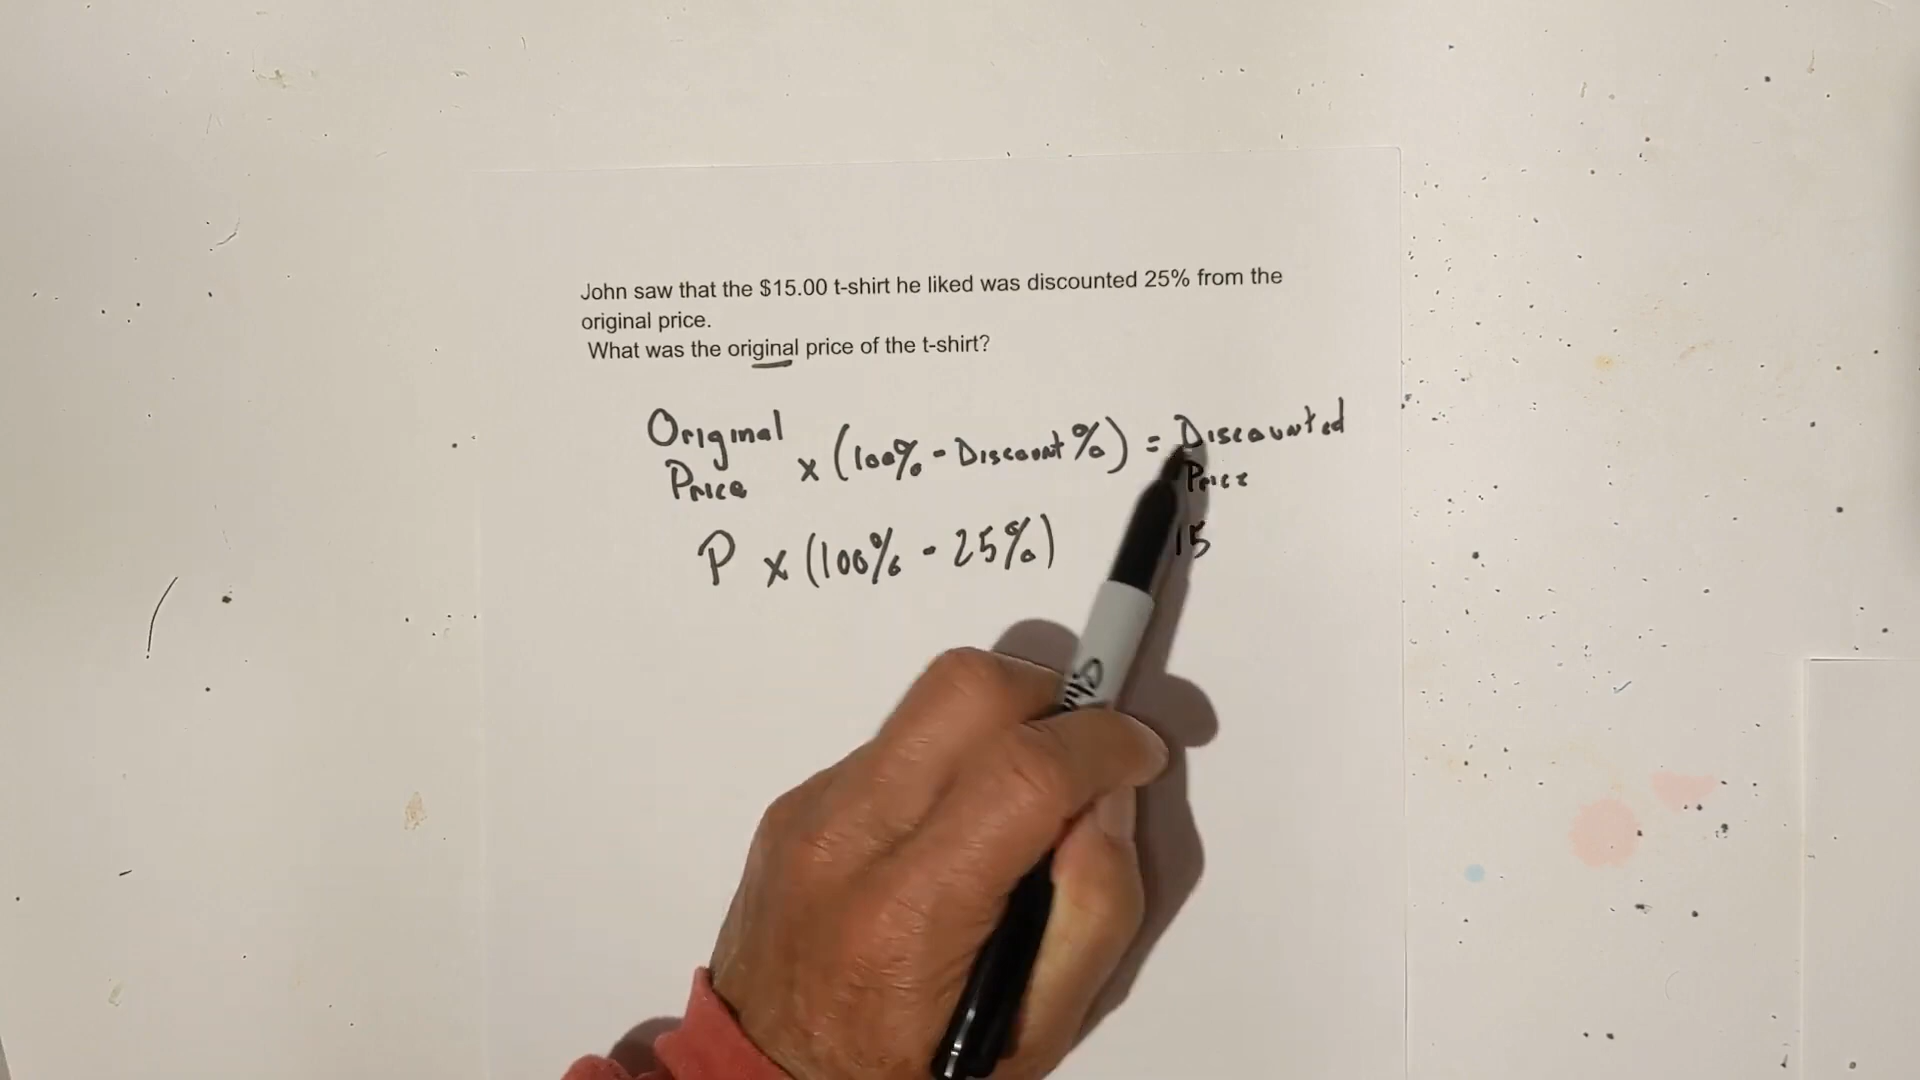 John saw that the $15.00 t-shirt he liked was discounted 25% from the
original price.
What was the original price of the t-shirt?
Original
Price x (100% - Discount %) = Discounted
Price
P x (100% - 25%) 15